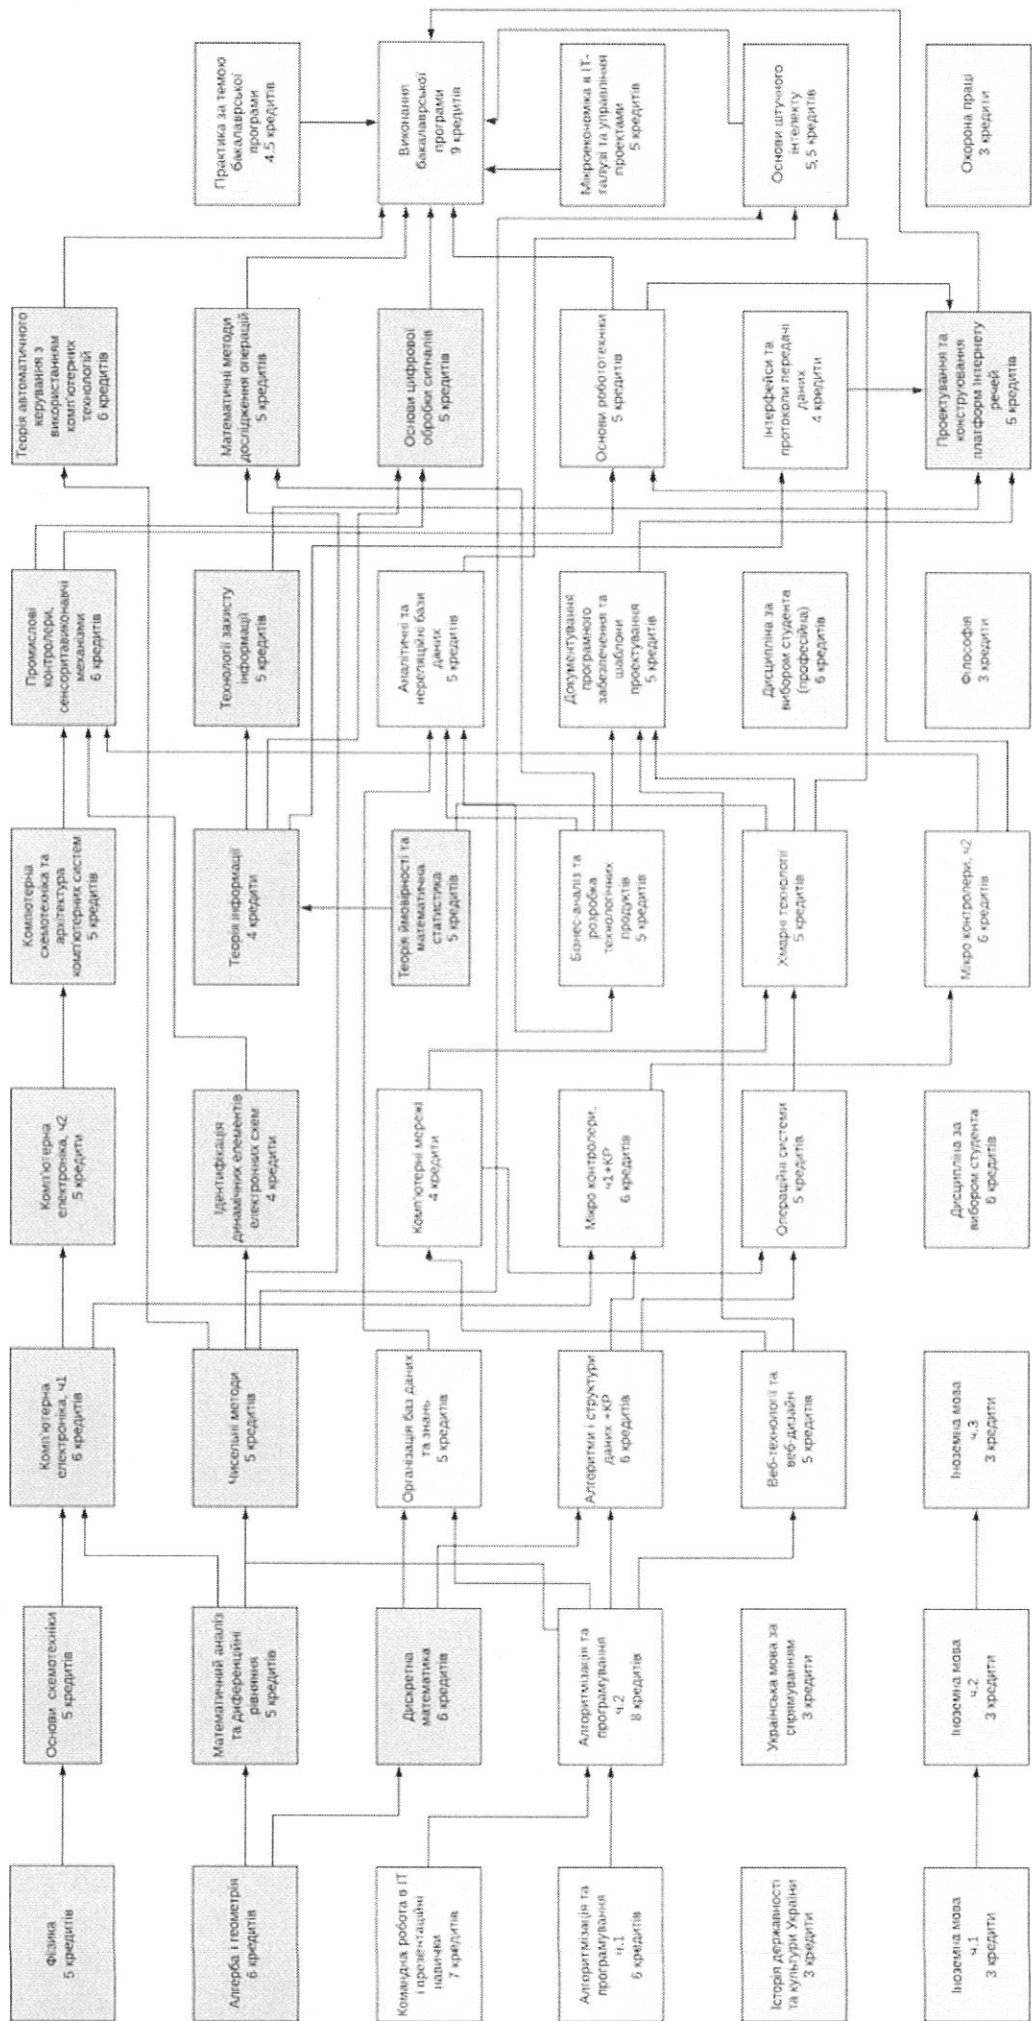 Фізика
5 кредитів
Алгерба і геометрія
6 кредитів
Командна робота в ІТ
і презентаційні
навички
7 кредитів
Алгоритмізація та
програмування
ч.1
6 кредитів
Історія державності
та культури України
3 кредити
Іноземна мова
ч.1
3 кредити
Основи схемотехніки
5 кредитів
Математичний аналіз
та диференційні
рівняння
5 кредитів
Дискретна
математика
6 кредитів
Алгоритмізація та
програмування
ч.2
8 кредитів
Українська мова за
спрямуванням
3 кредити
Іноземна мова
ч.2
3 кредити
Комп'ютерна
електроніка, ч1
6 кредитів
Чисельні методи
5 кредитів
Організація баз даних
та знань
5 кредитів
Алгоритми і структури
даних +КР
6 кредитів
Веб-технології та
веб-дизайн
5 кредитів
Іноземна мова
ч.3
3 кредити
Комп'ютерна
електроніка, ч2
5 кредитів
Ідентифікація
динамічних елементів
електронних схем
4 кредити
Комп'ютерні мережі
4 кредити
Мікро контролери,
ч1+КР
6 кредитів
Операційні системи
5 кредитів
Дисципліна за
вибором студента
6 кредитів
Комп'ютерна
схемотехніка та
архітектура
комп'ютерних систем
5 кредитів
Теорія інформації
4 кредити
Теорія ймовірності та
математична
статистика
5 кредитів
Бізнес-аналіз та
розробка
технологічних
продуктів
5 кредитів
Хмарні технології
5 кредитів
Мікро контролери, ч2
6 кредитів
Промислові
контролери,
сенсоритавиконавчі
механізми
6 кредитів
Технології захисту
інформації
5 кредитів
Аналітичні та
нереляційні бази
даних
5 кредитів
Документування
програмного
забезпечення та
шаблони
проектування
5 кредитів
Дисципліна за
вибором студента
(професійна)
6 кредитів
Філософія
3 кредити
Теорія автоматичного
керування з
використанням
комп'ютерних
технологій
6 кредитів
Математичні методи
дослідження операцій
5 кредитів
Основи цифрової
обробки сигналів
5 кредитів
Основи робототехніки
5 кредитів
Інтерфейси та
протоколи передачі
даних
4 кредити
Проектування та
конструювання
платформ Інтернету
речей
5 кредитів
Практика за темою
бакалаврської
програми
4.5 кредитів
Виконання
бакалаврської
програми
9 кредитів
Мікроекономіка в ІТ-
галузі та управління
проектами
5 кредитів
Основи штучного
інтелекту
5,5 кредитів
Охорона праці
3 кредити